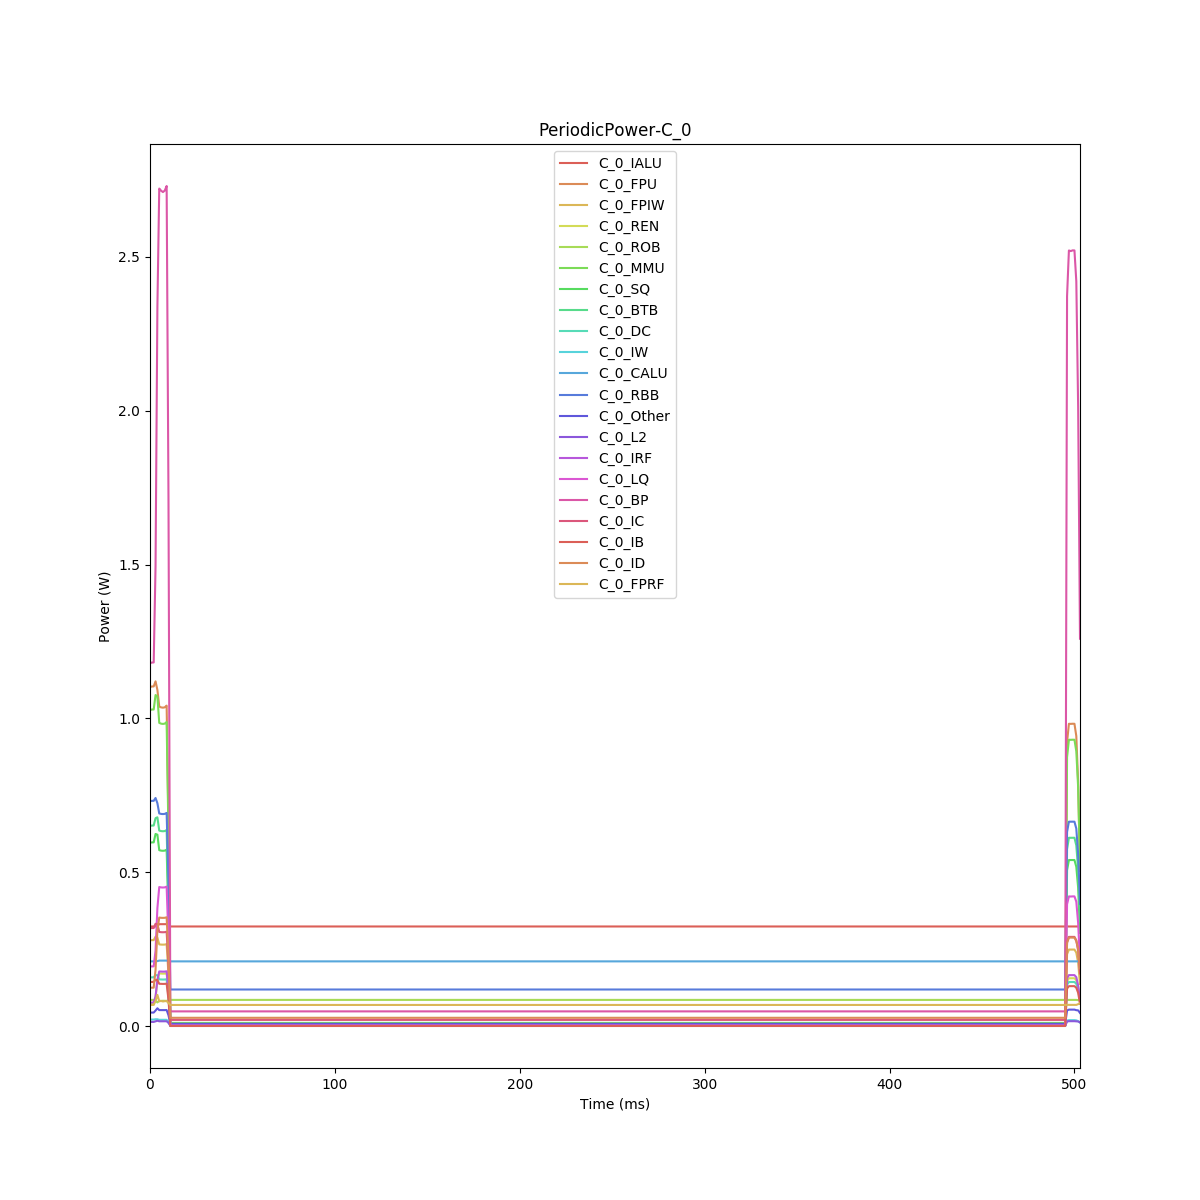 PeriodicPower-C_0
C_0_IALU
C_0_FPU
C_0_FPIW
C_0_REN
C_0_ROB
C_0_MMU
C_0_SQ
C_0_BTB
C_0_DC
C_0_IW
C_0_CALU
C_0_RBB
C_0_Other
C_0_L2
C_0_IRF
C_0_LQ
C_0_BP
C_0_IC
C_0_IB
C_0_ID
C_0_FPRF
2.5
2.0
1.5
1.0
0.5
0.0
Power (W)
0 100 200 300 400 500
Time (ms)